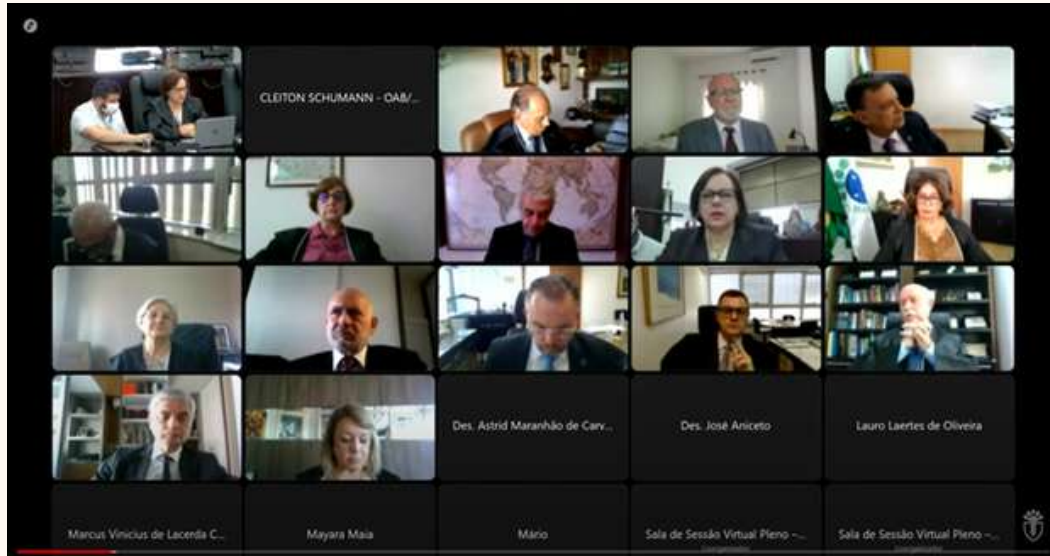 CLEITON SCHUMANN - OAB/...
Des. Astrid Maranhão de Carv...
Des. José Aniceto
Lauro Laertes de Oliveira
Marcus Vinicius de Lacerda C...
Mayara Maia
Mário
Sala de Sessão Virtual Pleno -...
Sala de Sessão Virtual Pleno -...